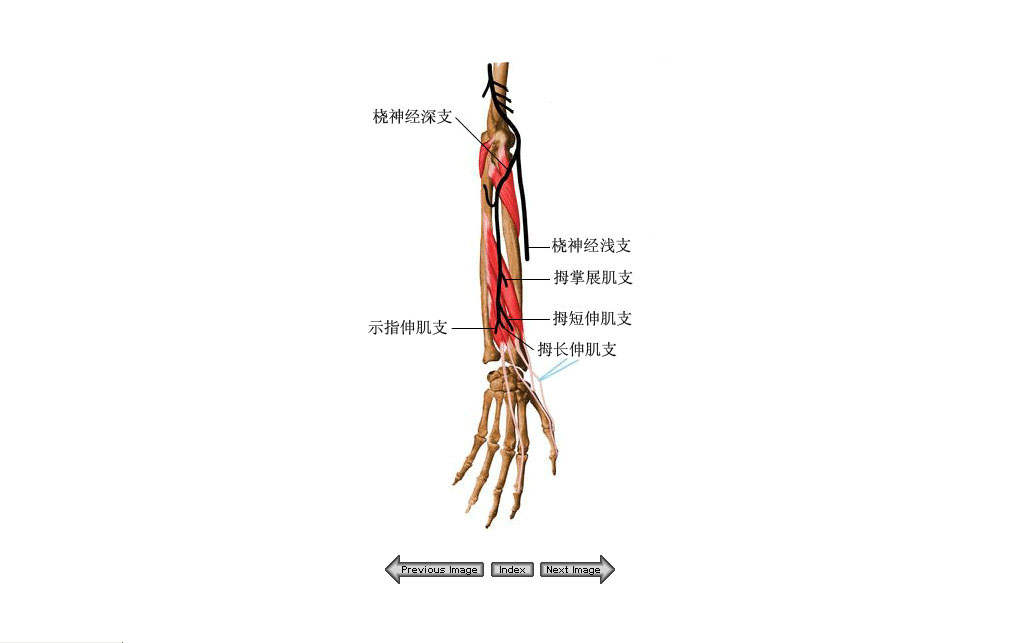 桡神经深支
桡神经浅支
拇掌展肌支
拇短伸肌支
示指伸肌支
拇长伸肌支
Previous Image
Index
Next Image